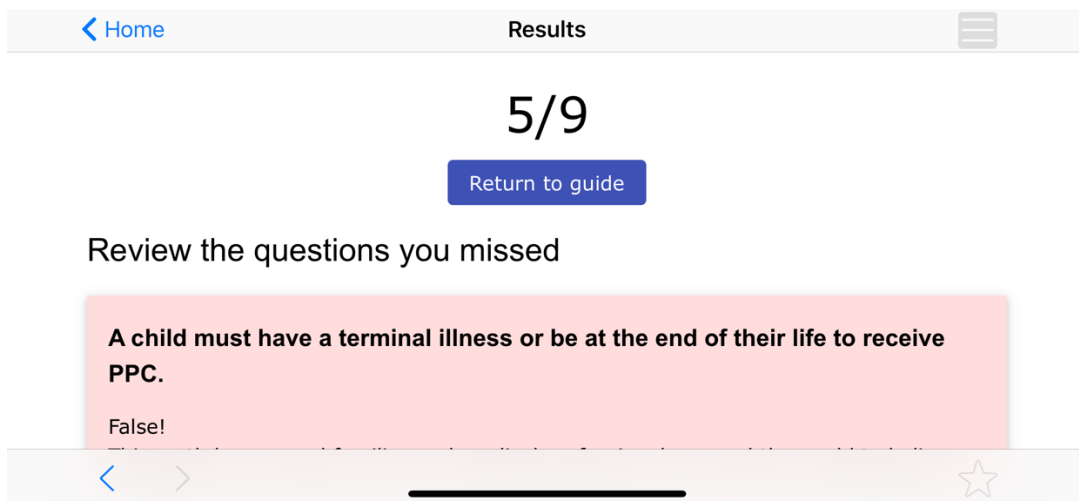 Home
Results
5/9
Return to guide
Review the questions you missed
A child must have a terminal illness or be at the end of their life to receive
PPC.
False!